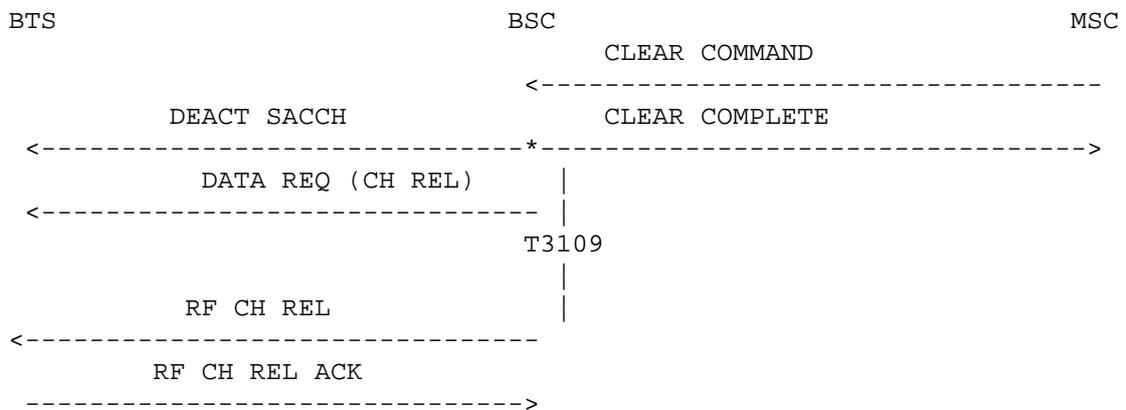 BTS BSC MSC
CLEAR COMMAND
<------------------------------------
DEACT SACCH CLEAR COMPLETE
<-------------------------------*---------------------------------->
DATA REQ (CH REL) |
<------------------------------- |
T3109
|
RF CH REL |
<--------------------------------
RF CH REL ACK
------------------------------->